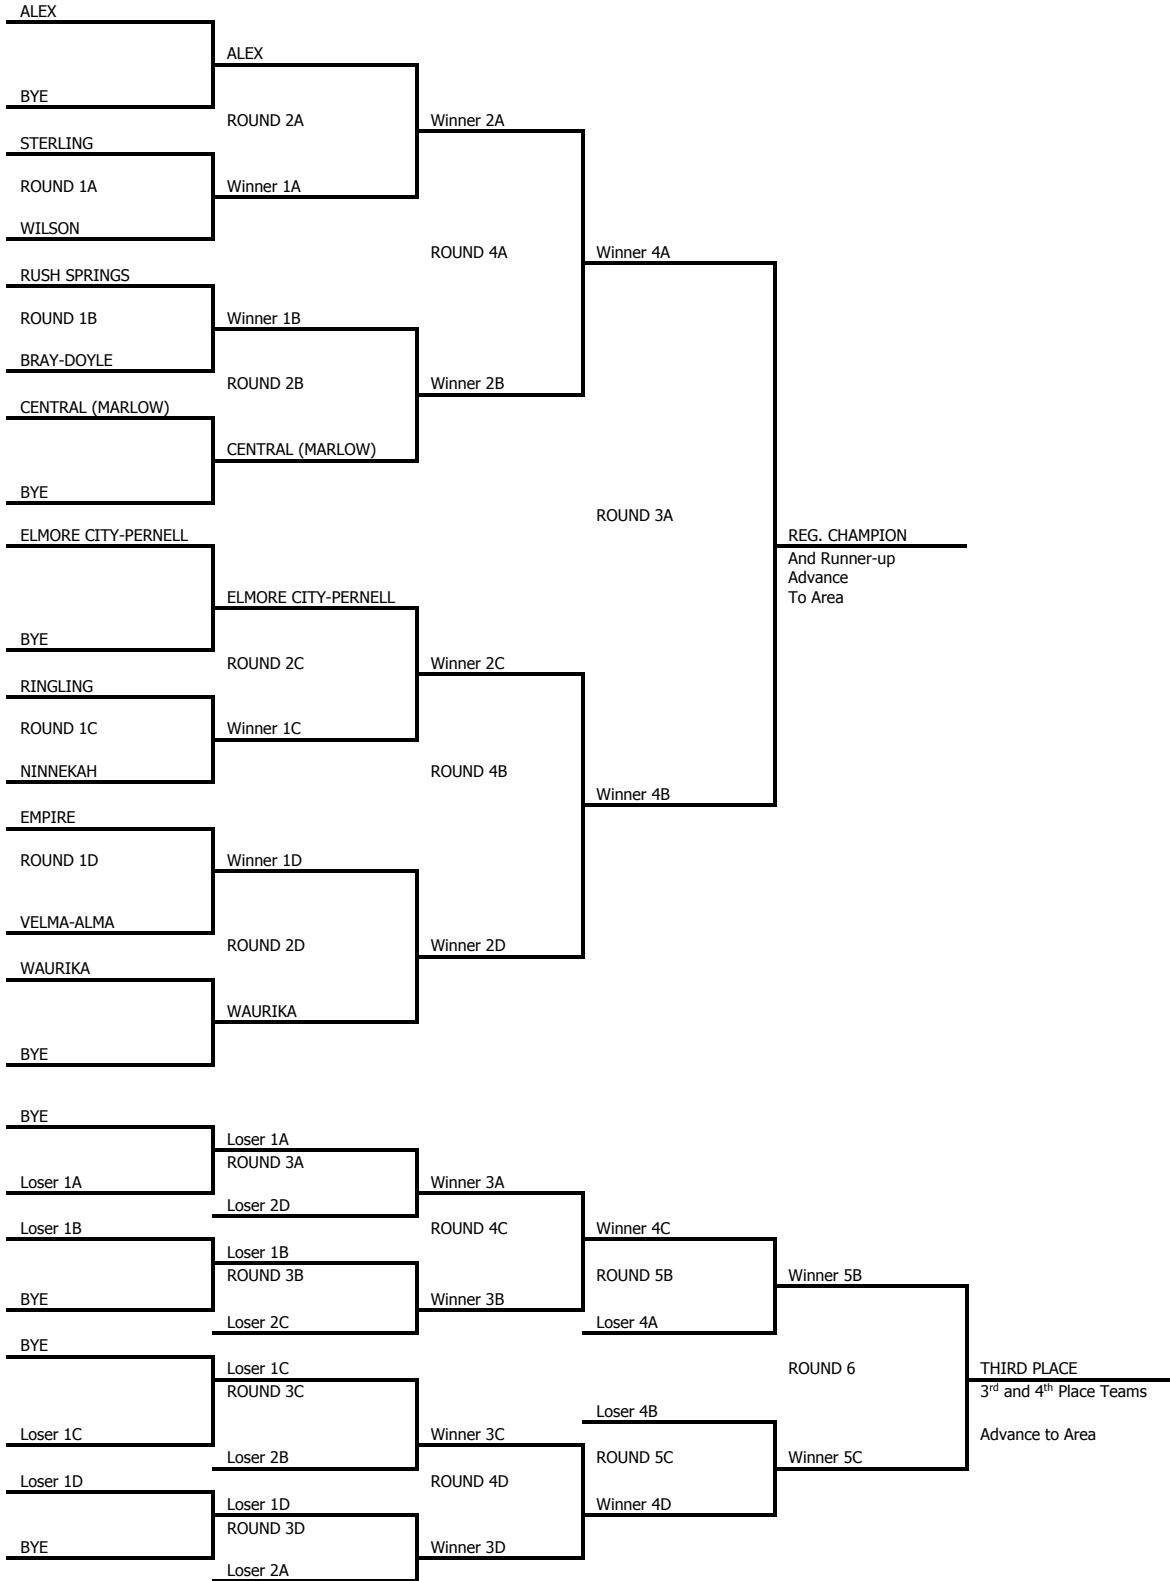 ALEX
ALEX
BYE
ROUND 2A
Winner 2A
STERLING
ROUND 1A
Winner 1A
WILSON
ROUND 4A
Winner 4A
RUSH SPRINGS
ROUND 1B
Winner 1B
BRAY-DOYLE
ROUND 2B
Winner 2B
CENTRAL (MARLOW)
CENTRAL (MARLOW)
BYE
ROUND 3A
ELMORE CITY-PERNELL
REG. CHAMPION
And Runner-up
Advance
To Area
ELMORE CITY-PERNELL
BYE
ROUND 2C
Winner 2C
RINGLING
ROUND 1C
Winner 1C
NINNEKAH
ROUND 4B
Winner 4B
EMPIRE
ROUND 1D
Winner 1D
VELMA-ALMA
ROUND 2D
Winner 2D
WAURIKA
WAURIKA
BYE
BYE
Loser 1A
ROUND 3A
Loser 1A
Winner 3A
Loser 2D
Loser 1B
ROUND 4C
Winner 4C
Loser 1B
ROUND 3B
ROUND 5B
Winner 5B
BYE
Winner 3B
Loser 2C
Loser 4A
BYE
Loser 1C
ROUND 6
THIRD PLACE
ROUND 3C
3rd and 4th Place Teams
Loser 4B
Loser 1C
Winner 3C
Advance to Area
Loser 2B
ROUND 5C
Winner 5C
Loser 1D
ROUND 4D
Loser 1D
Winner 4D
ROUND 3D
BYE
Winner 3D
Loser 2A